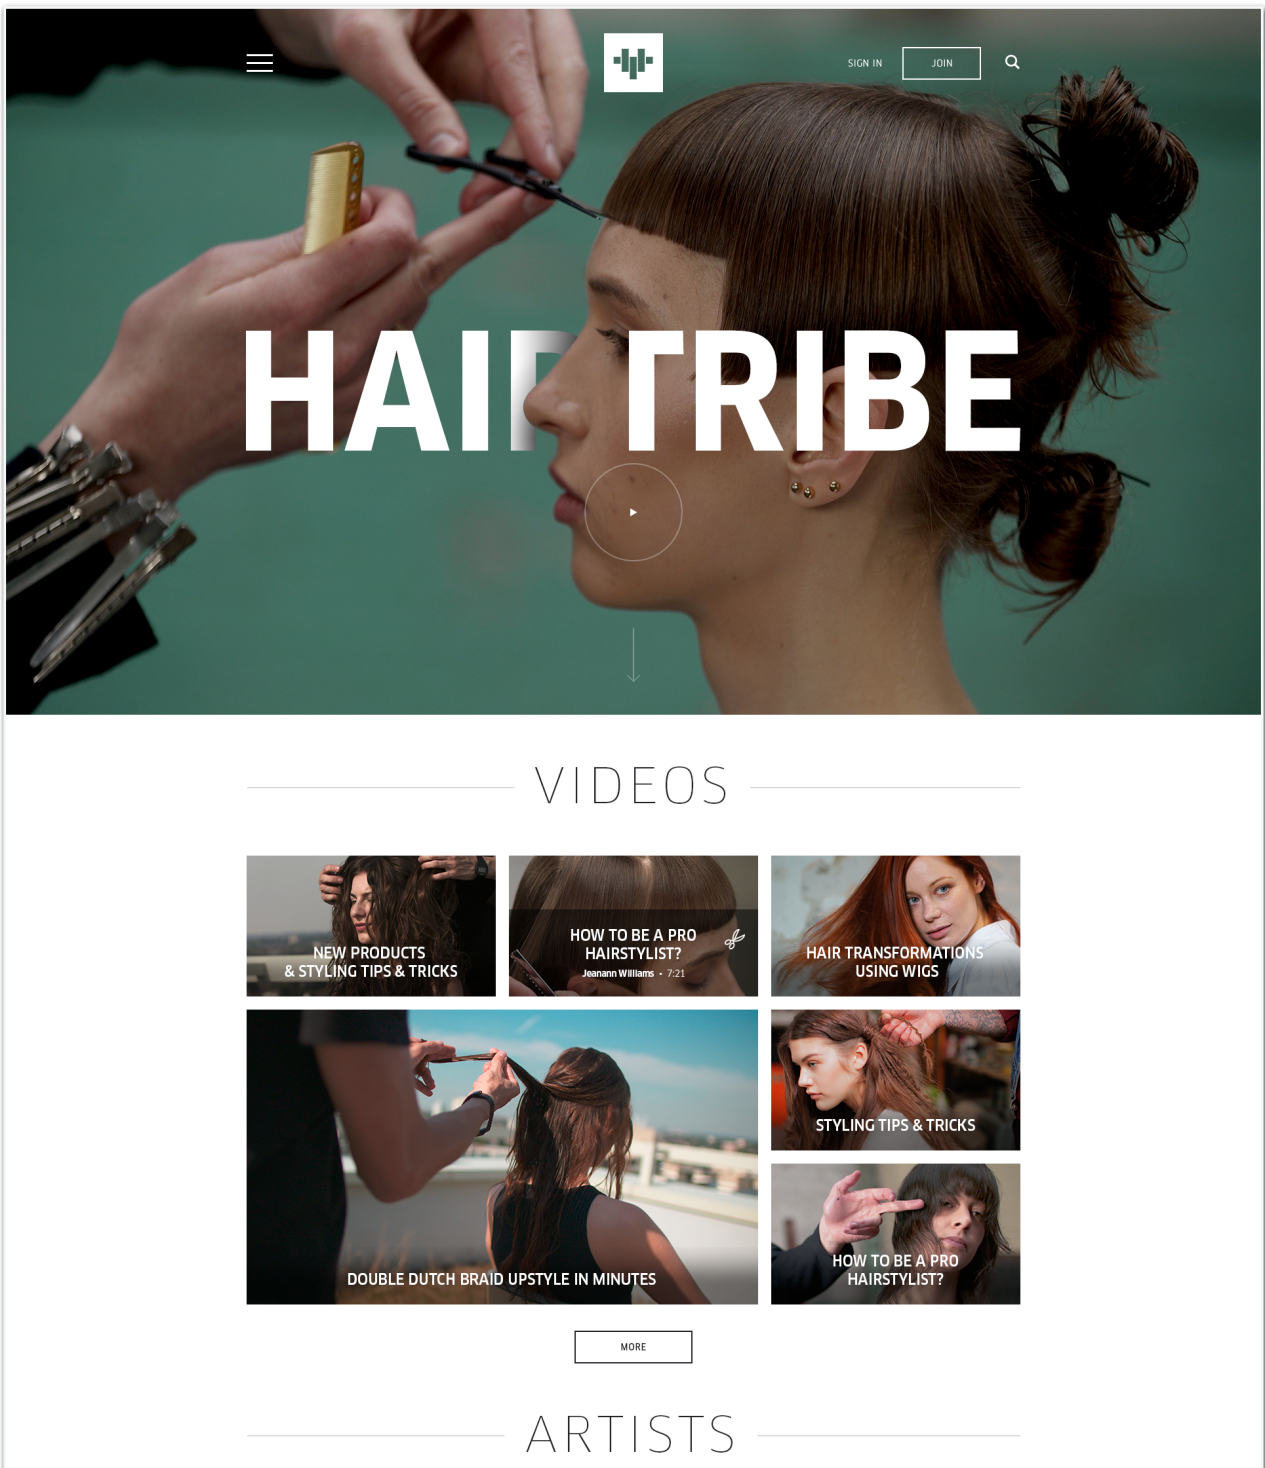 SIGN IN
JOIN
HAIR TRIBE
VIDEOS
NEW PRODUCTS
& STYLING TIPS & TRICKS
HOW TO BE A PRO
HAIRSTYLIST?
Jeanann Williams • 7:21
HAIR TRANSFORMATIONS
USING WIGS
DOUBLE DUTCH BRAID UPSTYLE IN MINUTES
STYLING TIPS & TRICKS
HOW TO BE A PRO
HAIRSTYLIST?
MORE
ARTISTS